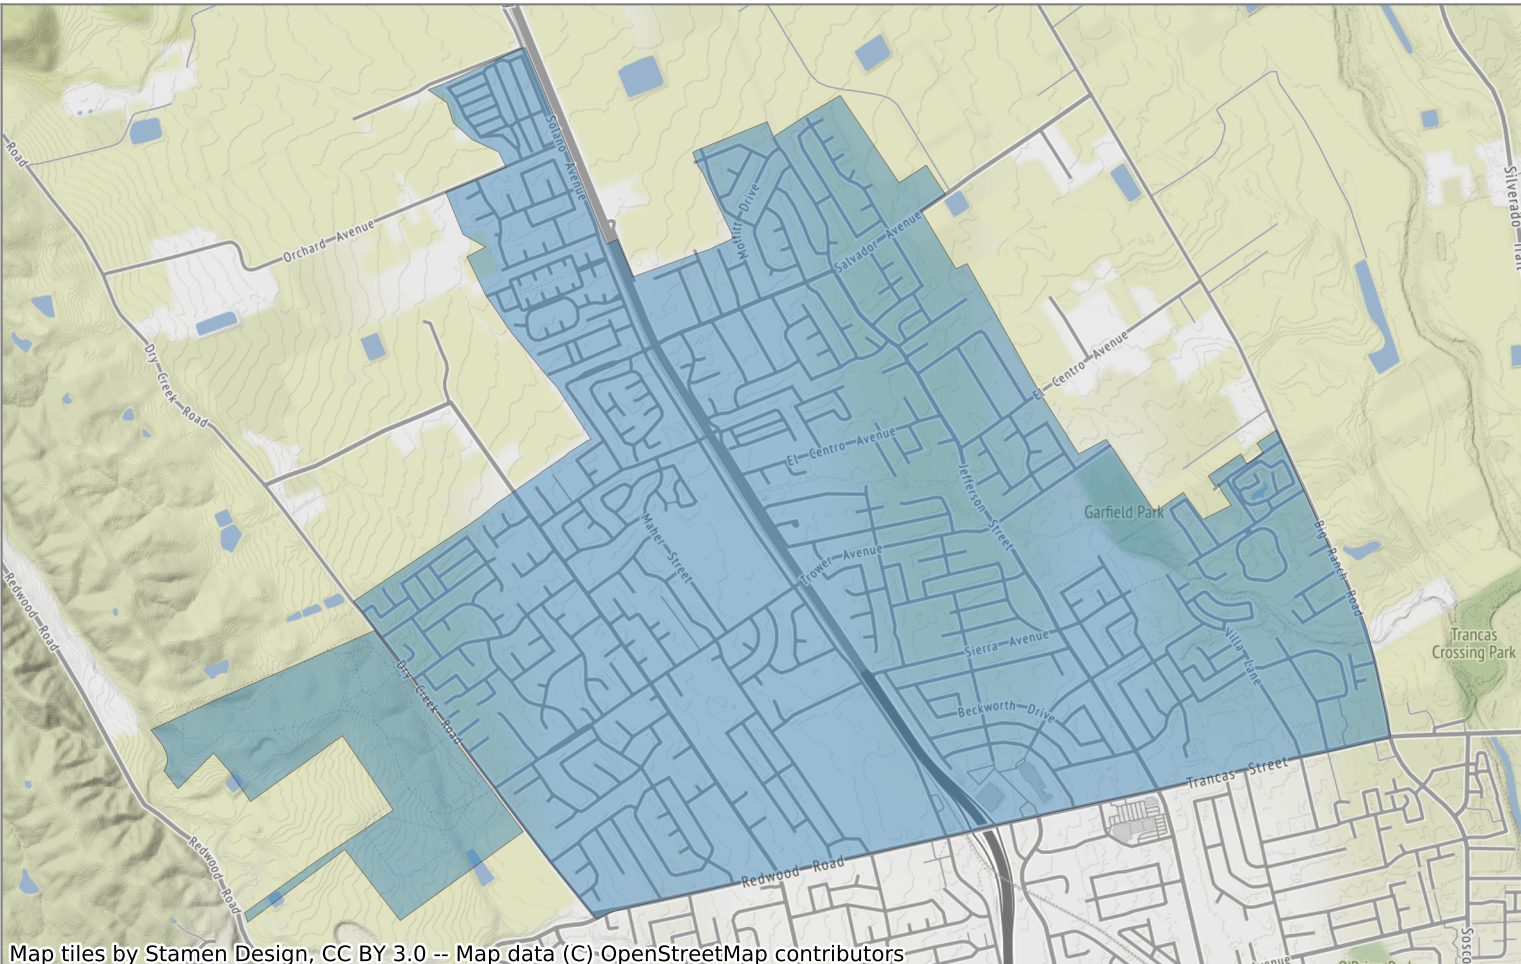 Road
Solano Avenue
Silverado Trail
Moffitt Drive
Orchard Avenue
Salvador Avenue
Dry Creek Road
El Centro Avenue
El Centro Avenue
Jefferson Street
Garfield Park
Maher Street
Big Ranch Road
Trower Avenue
Redwood Road
Trancas
Crossing Park
Sierra Avenue
Villa Lane
Dry Creek Road
Beckworth Drive
Trancas Street
Redwood Road
Redwood Road
Sosco
Map tiles by Stamen Design, CC BY 3.0 -- Map data (C) OpenStreetMap contributors